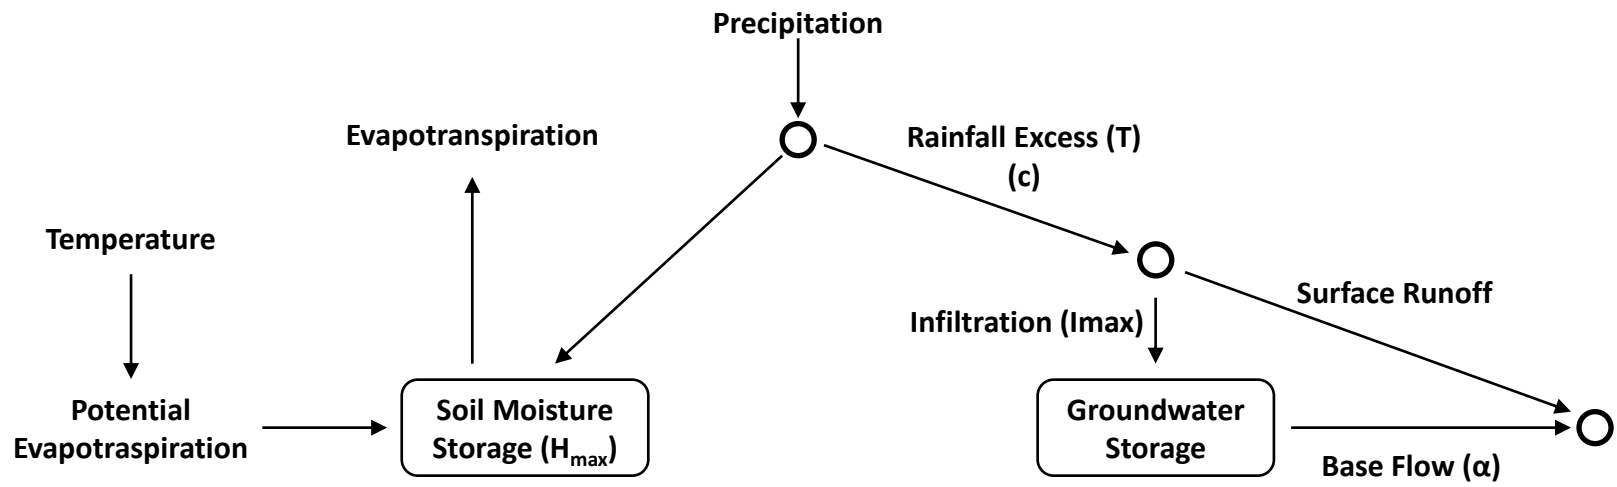 Precipitation
Evapotranspiration
Rainfall Excess (T)
(c)
Temperature
Surface Runoff
Infiltration (Imax)
Potential
Evapotraspiration
Soil Moisture
Storage (Hmax)
Groundwater
Storage
Base Flow (α)